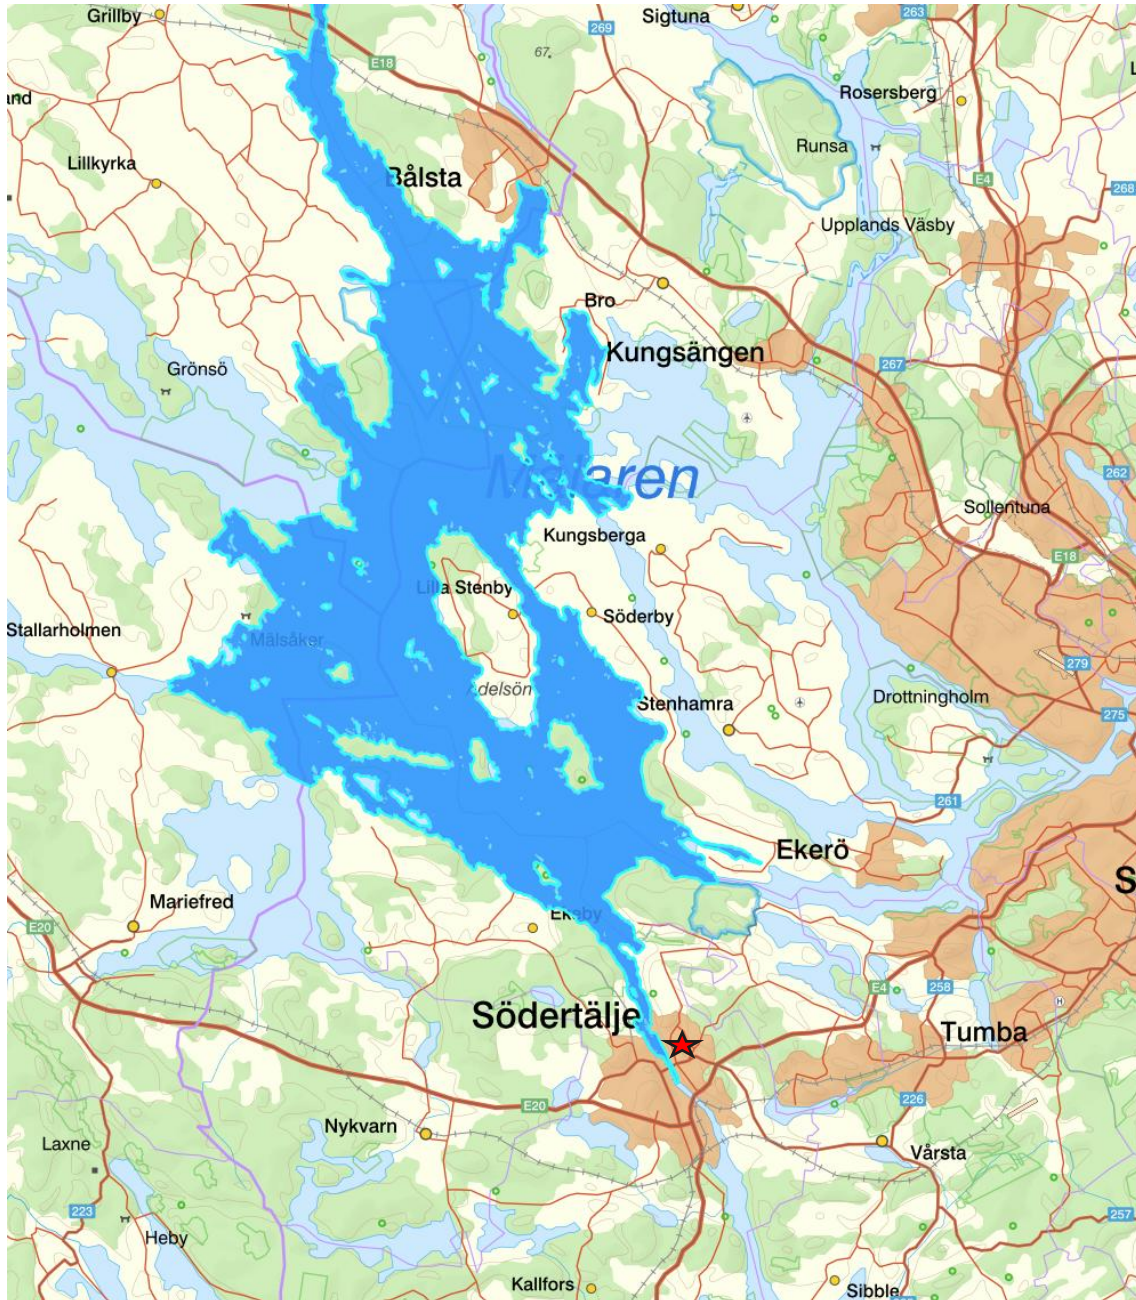 Grillby
Sigtuna
263
269
67
E18
Rosersberg
Lillkyrka
Bålsta
Runsa
E4
268
Upplands Väsby
Bro
Kungsängen
267
Grönsö
Mälaren
262
Sollentuna
Kungsberga
E18
Lilla Stenby
Söderby
Stallarholmen
Mälsåker
279
Adelsön
Drottningholm
Stenhamra
275
261
Ekerö
S
Mariefred
E20
Ekeby
E4
258
Södertälje
Tumba
H
E20
226
Nykvarn
Laxne
Vårsta
223
257
Heby
Kallfors
Sibble